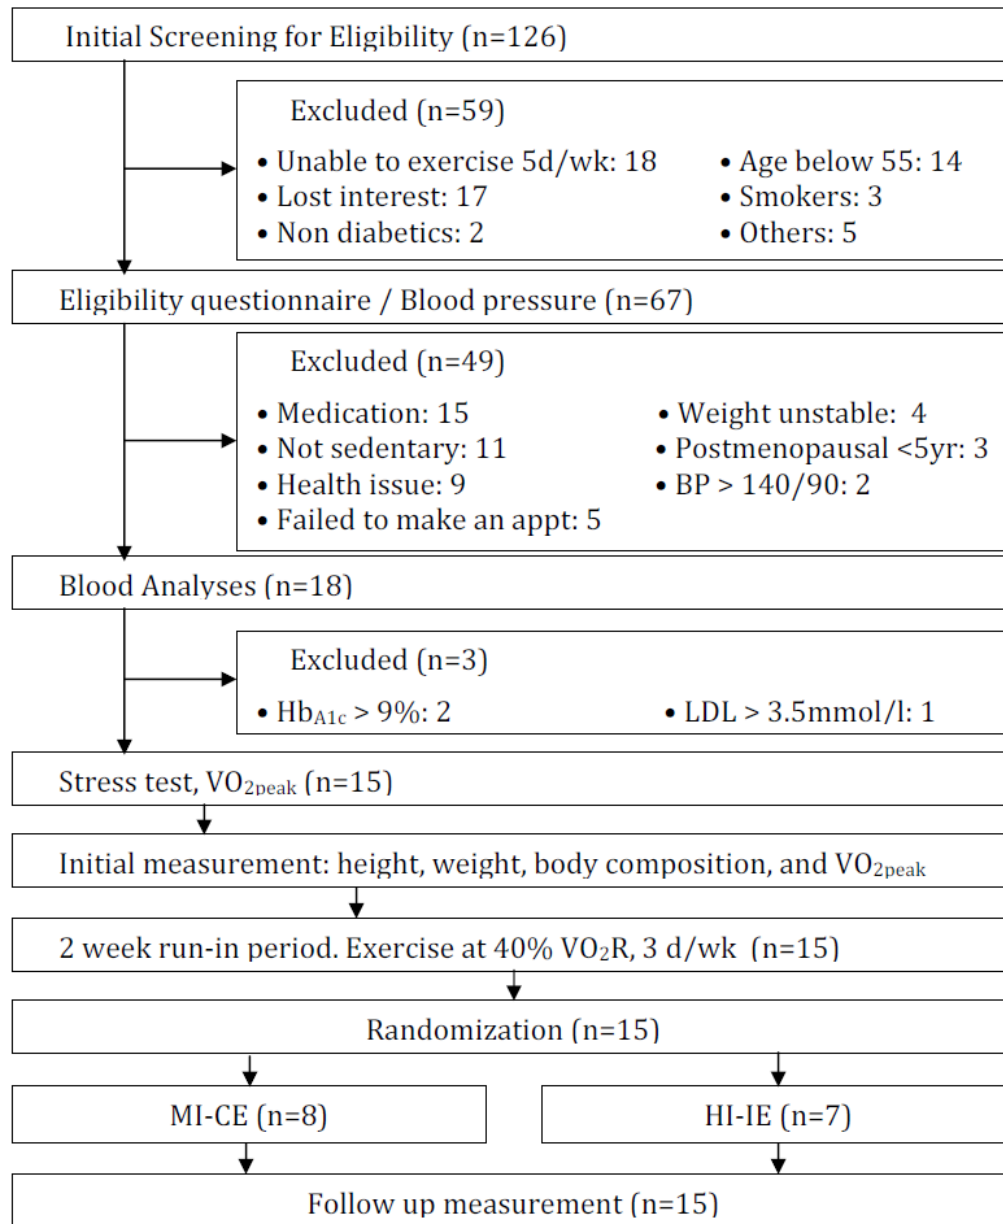 Initial Screening for Eligibility (n=126)
Excluded (n=59)
• Unable to exercise 5d/wk: 18 • Age below 55: 14
• Lost interest: 17 • Smokers: 3
• Non diabetics: 2 • Others: 5
Eligibility questionnaire / Blood pressure (n=67)
Excluded (n=49)
• Medication: 15 • Weight unstable: 4
• Not sedentary: 11 • Postmenopausal <5yr: 3
• Health issue: 9 • BP > 140/90: 2
• Failed to make an appt: 5
Blood Analyses (n=18)
Excluded (n=3)
• HbA1c > 9%: 2 • LDL > 3.5mmol/l: 1
Stress test, VO2peak (n=15)
Initial measurement: height, weight, body composition, and VO2peak
2 week run-in period. Exercise at 40% VO2R, 3 d/wk (n=15)
Randomization (n=15)
MI-CE (n=8) HI-IE (n=7)
Follow up measurement (n=15)